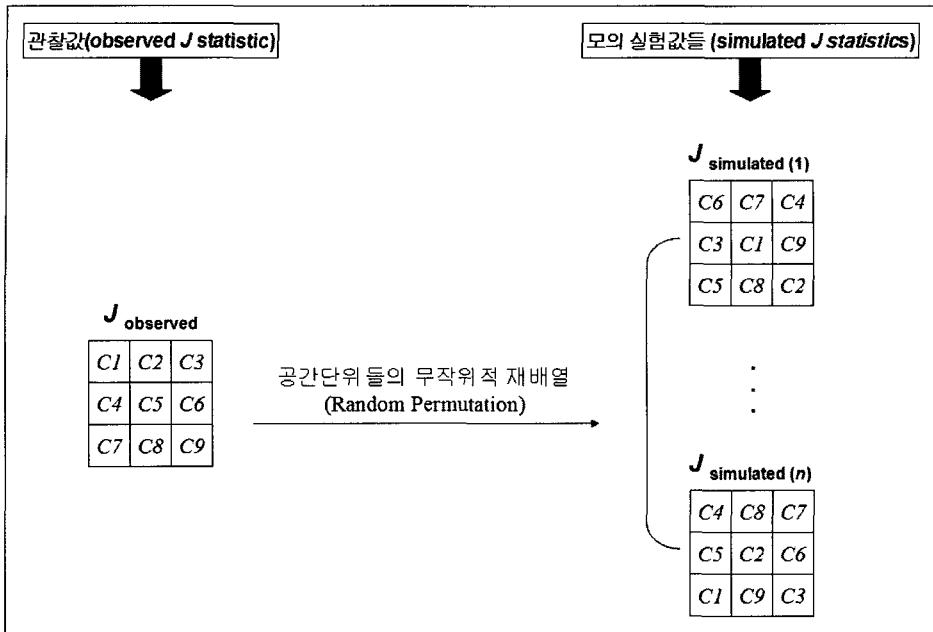 관찰값(observed J statistic)
모의 실험값들 (simulated J statistics)
J simulated (1)
C6 C7 C4
C3 C1 C9
C5 C8 C2
J observed
C1 C2 C3
C4 C5 C6
C7 C8 C9
공간단위들의 무작위적 재배열
(Random Permutation)
J simulated (n)
C4 C8 C7
C5 C2 C6
C1 C9 C3